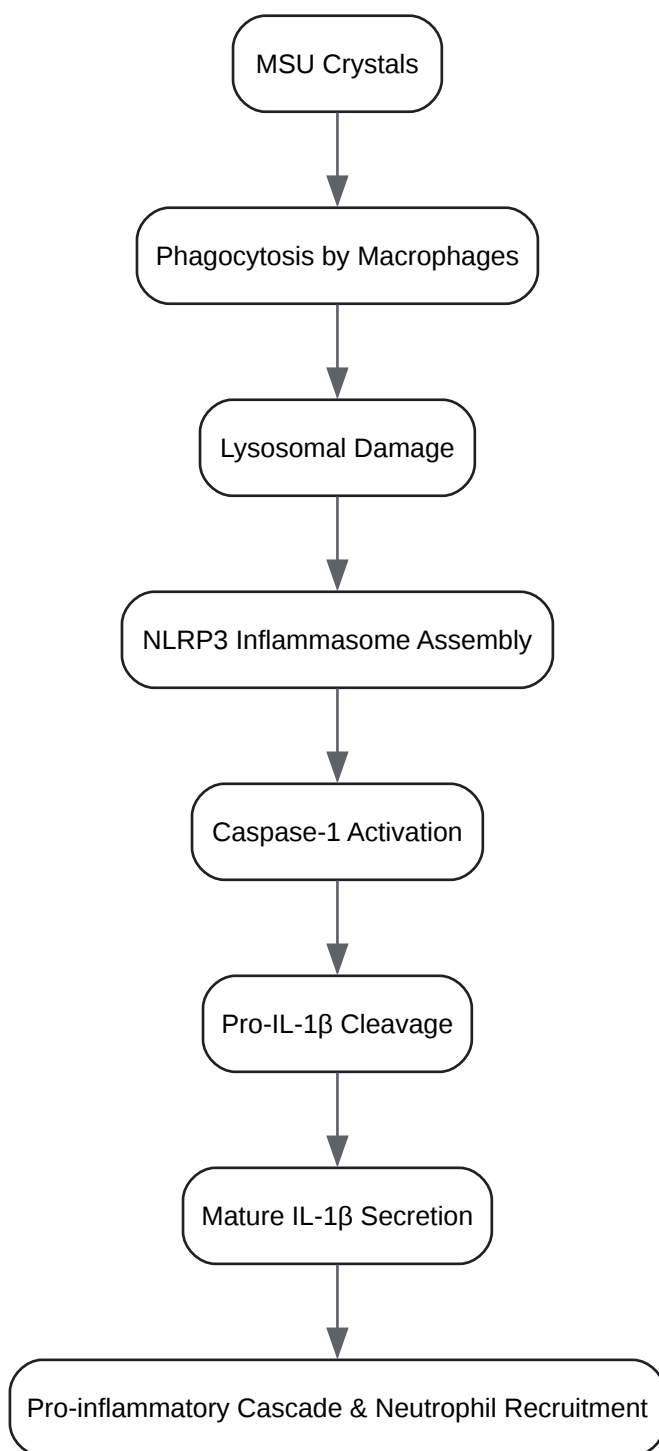 MSU Crystals
Phagocytosis by Macrophages
Lysosomal Damage
NLRP3 Inflammasome Assembly
Caspase-1 Activation
Pro-IL-1β Cleavage
Mature IL-1β Secretion
Pro-inflammatory Cascade & Neutrophil Recruitment